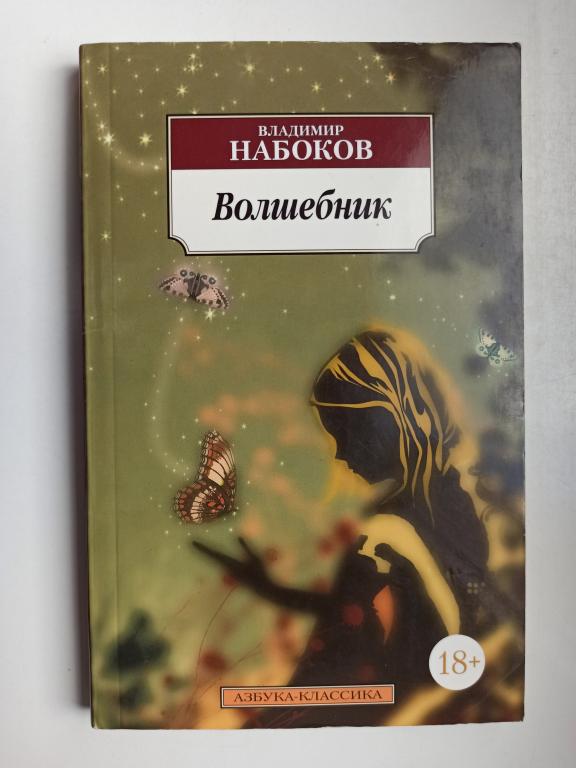 ВЛАДИМИР
НАБОКОВ
Волшебник
18+
АЗБУКА-КЛАССИКА